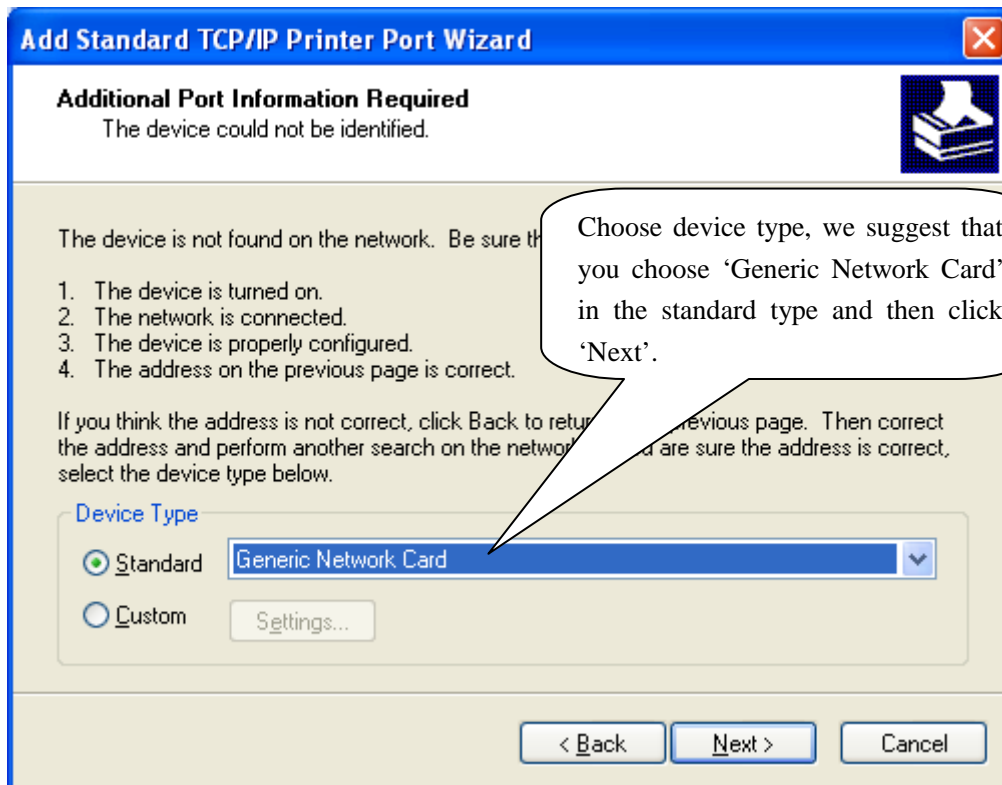 Add Standard TCP/IP Printer Port Wizard
Additional Port Information Required
The device could not be identified.
The device is not found on the network. Be sure
1. The device is turned on.
2. The network is connected.
3. The device is properly configured.
4. The address on the previous page is correct.
Choose device type, we suggest that
you choose ‘Generic Network Card’
in the standard type and then click
‘Next’.
If you think the address is not correct, click Back to previous page. Then correct
the address and perform another search on the are sure the address is correct,
select the device type below.
Device Type
Standard
Generic Network Card
Custom
Settings...
< Back
Next >
Cancel